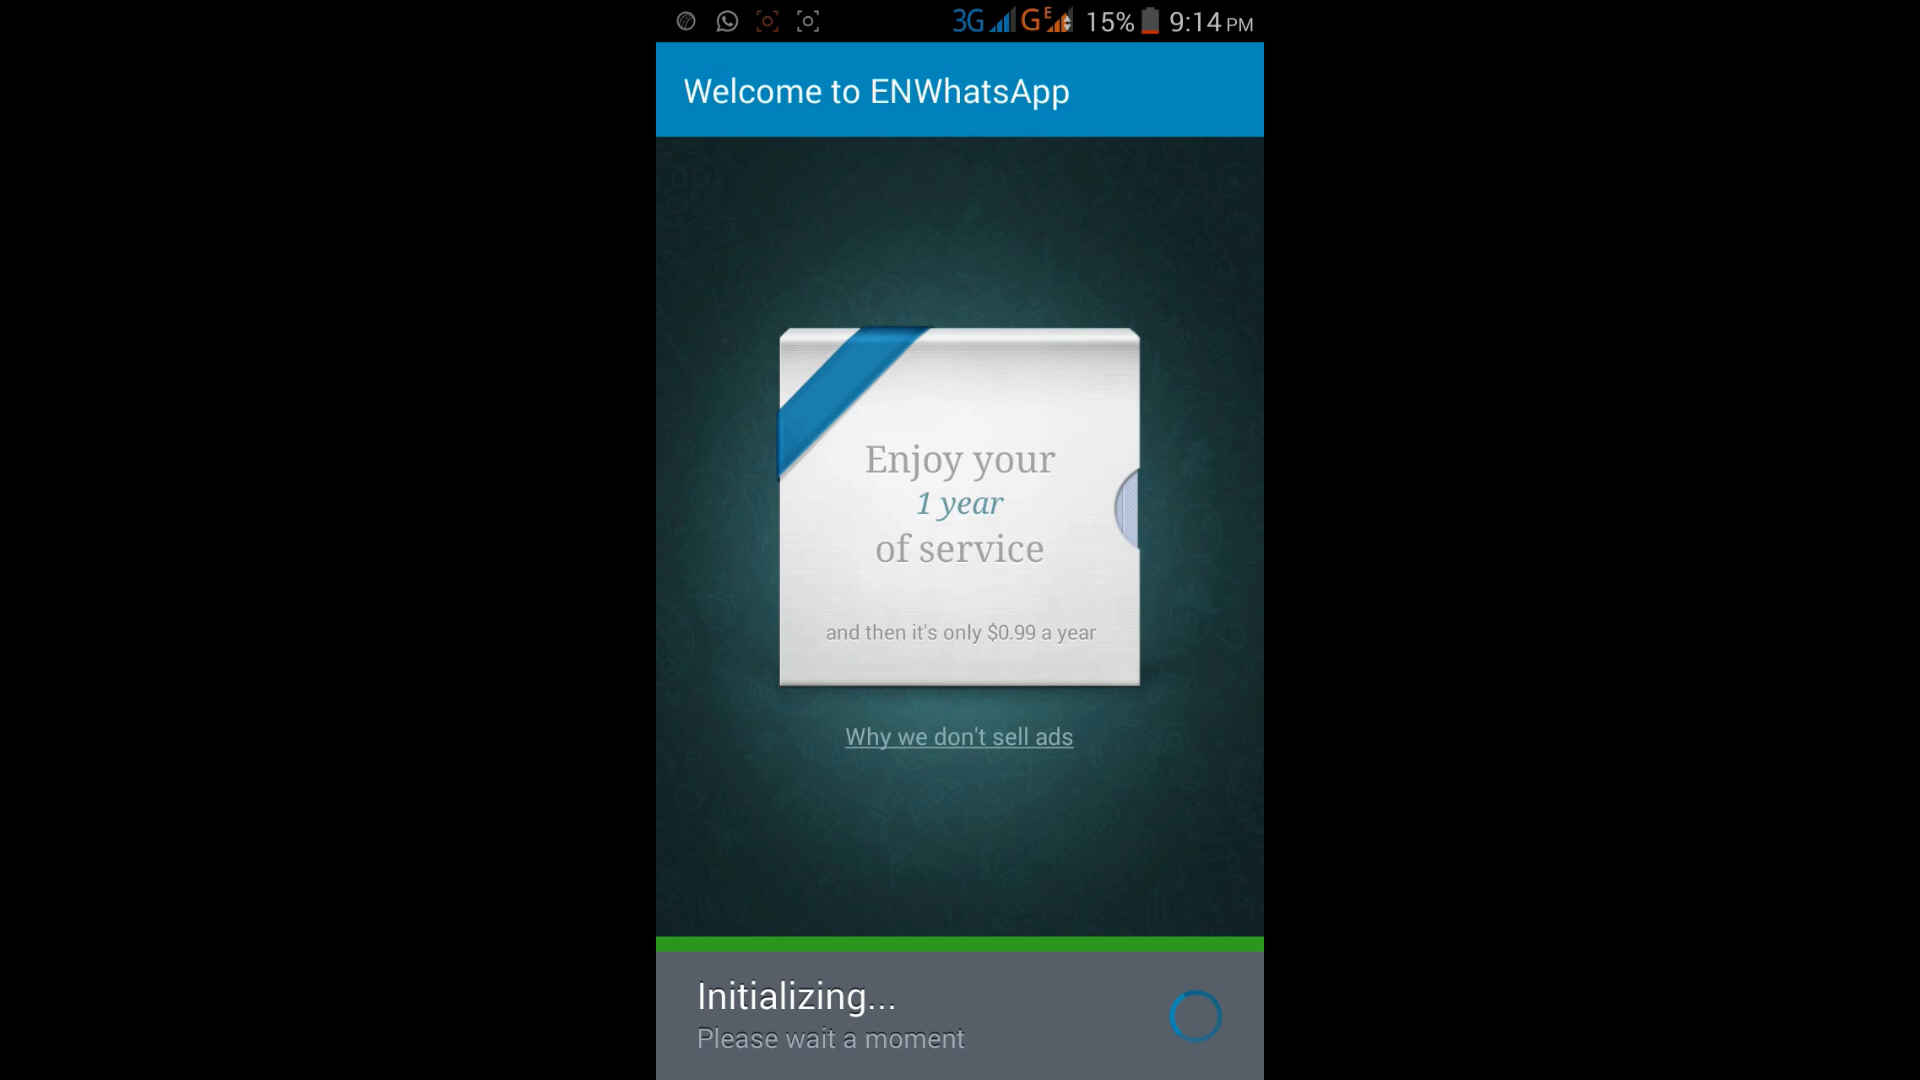 3G G E 15% 9:14 PM
Welcome to ENWhatsApp
Enjoy your
1 year
of service
and then it's only $0.99 a year
Why we don't sell ads
Initializing...
Please wait a moment